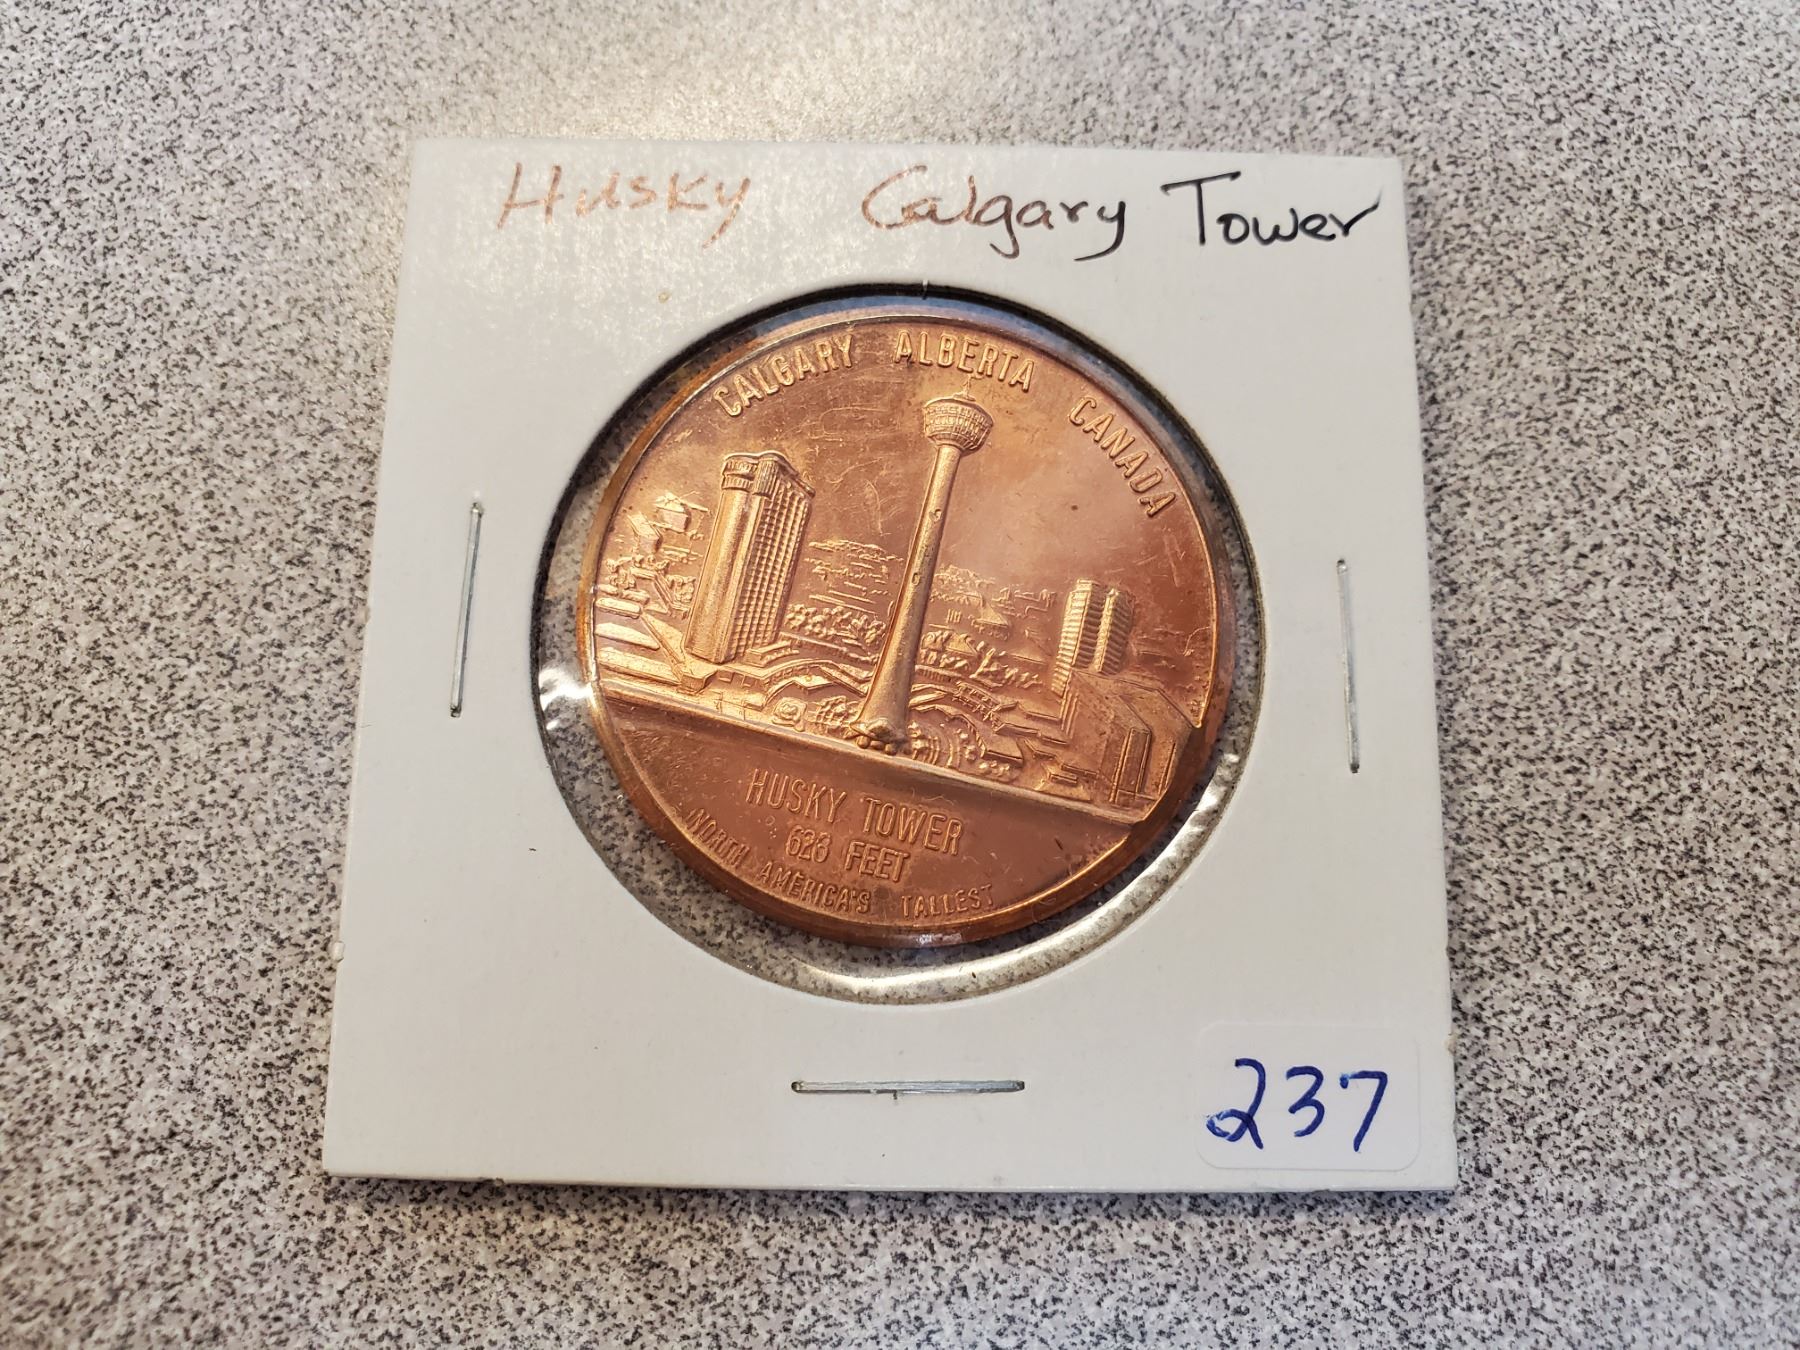 Husky Calgary Tower
CALGARY ALBERTA CANADA
HUSKY TOWER
626 FEET
NORTH AMERICA'S TALLEST
237